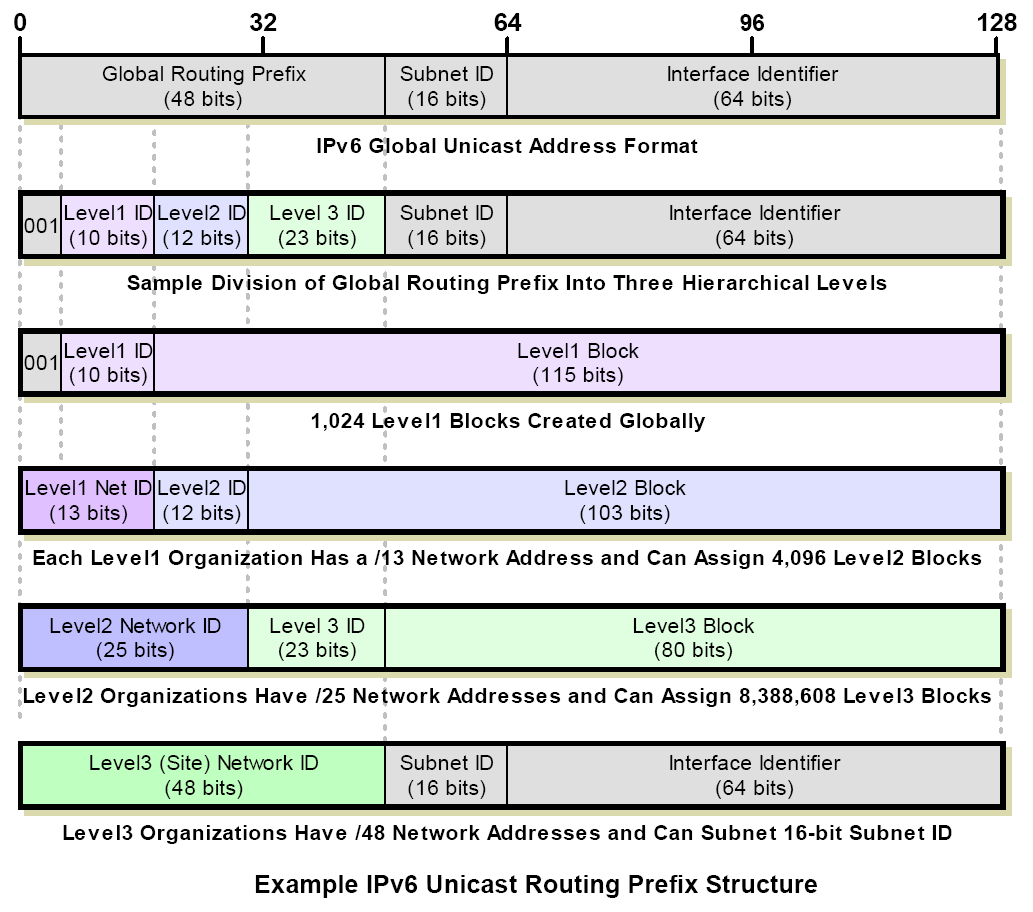 0 32 64 96 128
Global Routing Prefix Subnet ID Interface Identifier
(48 bits) (16 bits) (64 bits)
IPv6 Global Unicast Address Format
001 Level1 ID Level2 ID Level 3 ID Subnet ID Interface Identifier
(10 bits) (12 bits) (23 bits) (16 bits) (64 bits)
Sample Division of Global Routing Prefix Into Three Hierarchical Levels
001 Level1 ID Level1 Block
(10 bits) (115 bits)
1,024 Level1 Blocks Created Globally
Level1 Net ID Level2 ID Level2 Block
(13 bits) (12 bits) (103 bits)
Each Level1 Organization Has a /13 Network Address and Can Assign 4,096 Level2 Blocks
Level2 Network ID Level 3 ID Level3 Block
(25 bits) (23 bits) (80 bits)
Level2 Organizations Have /25 Network Addresses and Can Assign 8,388,608 Level3 Blocks
Level3 (Site) Network ID Subnet ID Interface Identifier
(48 bits) (16 bits) (64 bits)
Level3 Organizations Have /48 Network Addresses and Can Subnet 16-bit Subnet ID
Example IPv6 Unicast Routing Prefix Structure